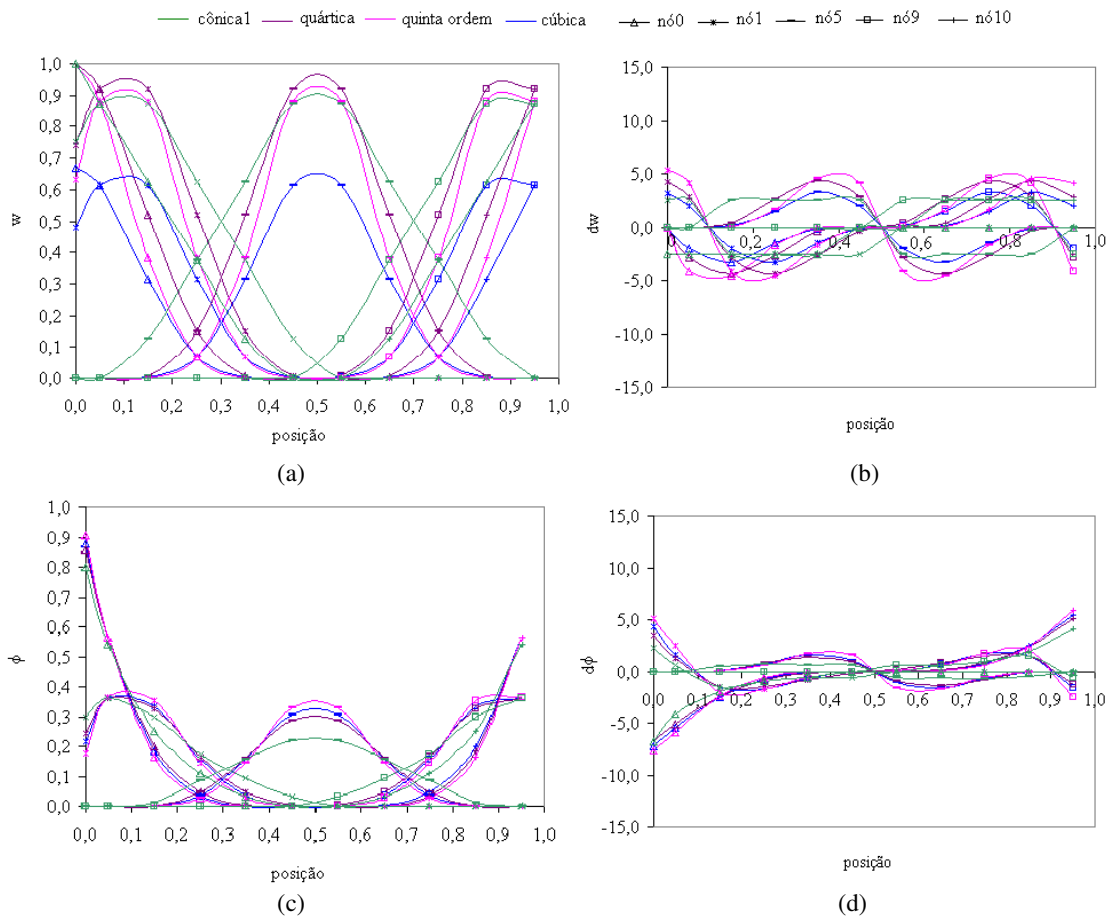 cônica1 quártica quinta ordem cúbica nó0 nó1 nó5 nó9 nó10
1,0
0,9
0,8
0,7
0,6
0,5
0,4
0,3
0,2
0,1
0,0
w
0,0 0,1 0,2 0,3 0,4 0,5 0,6 0,7 0,8 0,9 1,0
posição
(a)
15,0
10,0
5,0
0,0
-5,0
-10,0
-15,0
dw
0,0 0,2 0,4 0,6 0,8 1,0
posição
(b)
1,0
0,9
0,8
0,7
0,6
0,5
0,4
0,3
0,2
0,1
0,0
ϕ
0,0 0,1 0,2 0,3 0,4 0,5 0,6 0,7 0,8 0,9 1,0
posição
(c)
15,0
10,0
5,0
0,0
-5,0
-10,0
-15,0
dϕ
0,0 0,1 0,2 0,3 0,4 0,5 0,6 0,7 0,8 0,9 1,0
posição
(d)